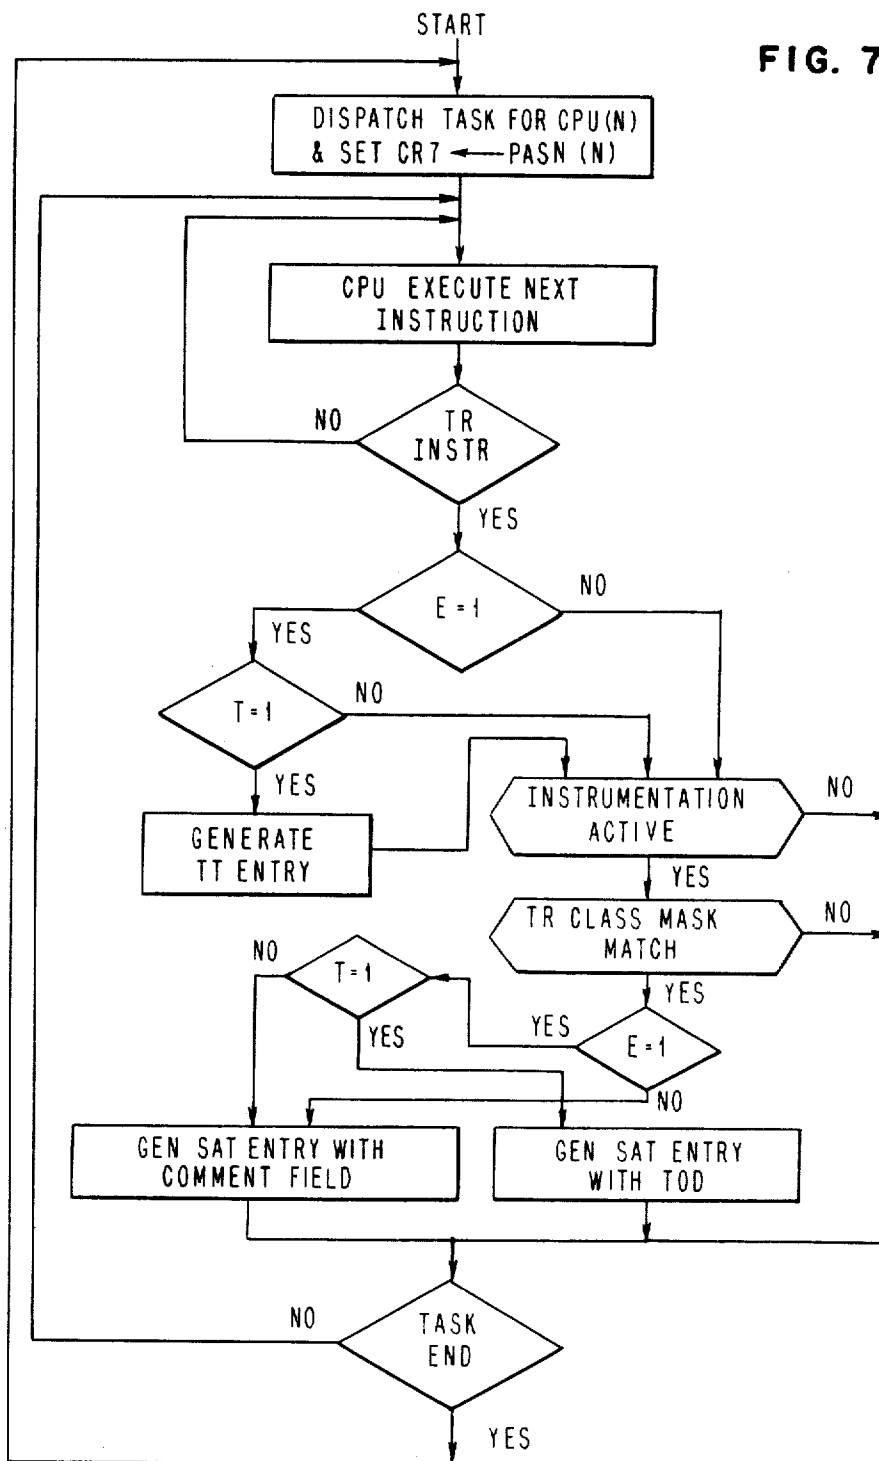 START
FIG. 7
DISPATCH TASK FOR CPU(N)
& SET CR7 ← PASN (N)
CPU EXECUTE NEXT
INSTRUCTION
NO
TR
INSTR
YES
E=1
NO
YES
T=1
NO
YES
GENERATE
TT ENTRY
INSTRUMENTATION
ACTIVE
NO
YES
TR CLASS MASK
MATCH
NO
YES
NO
T=1
YES
YES
E=1
NO
GEN SAT ENTRY WITH
COMMENT FIELD
GEN SAT ENTRY
WITH TOD
NO
TASK
END
YES